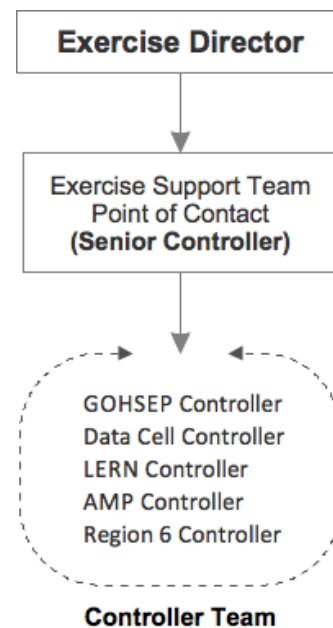 Exercise Director
Exercise Support Team
Point of Contact
(Senior Controller)
GOHSEP Controller
Data Cell Controller
LERN Controller
AMP Controller
Region 6 Controller
Controller Team